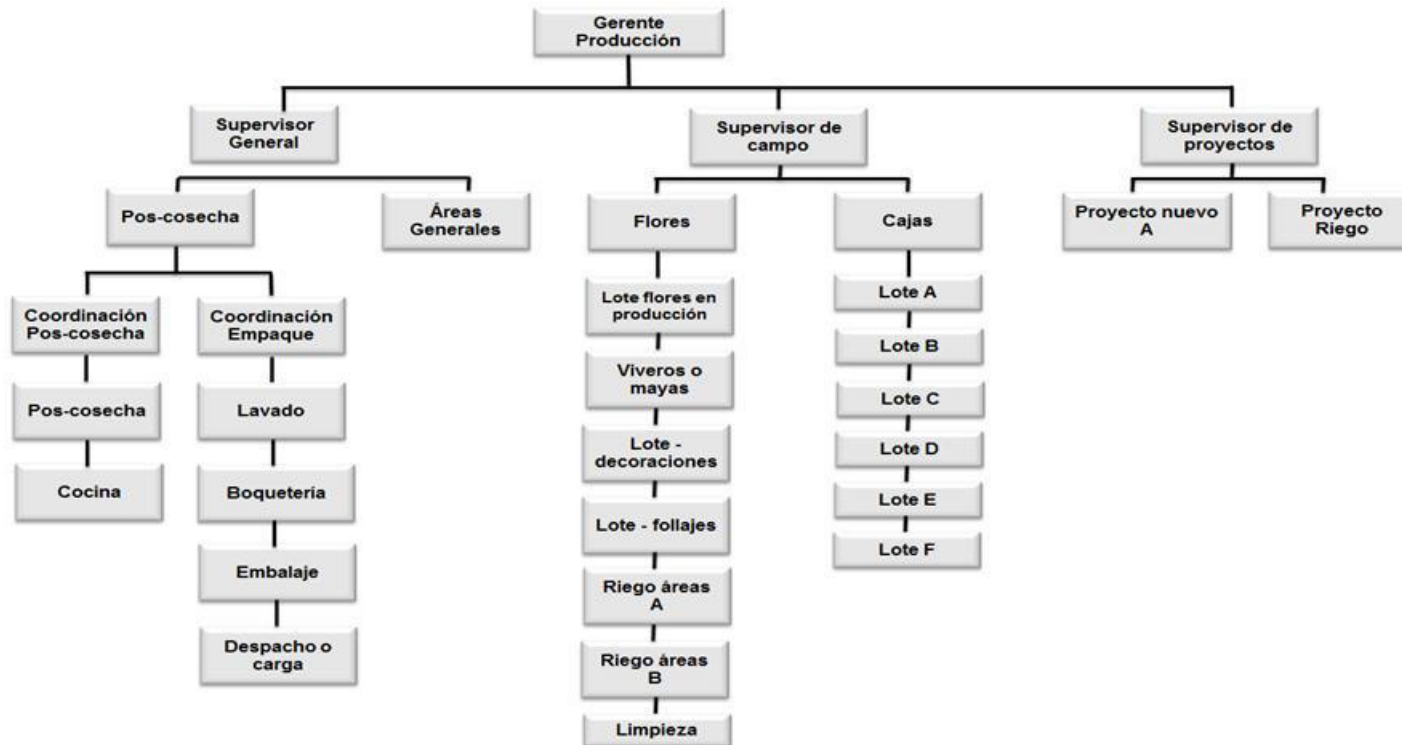 Gerente
Producción
Supervisor
General
Supervisor de
campo
Supervisor de
proyectos
Pos-cosecha
Áreas
Generales
Flores
Cajas
Proyecto nuevo
A
Proyecto
Riego
Coordinación
Pos-cosecha
Coordinación
Empaque
Lote flores en
producción
Lote A
Viveros o
mayas
Lote B
Pos-cosecha
Lavado
Lote C
Lote -
decoraciones
Lote D
Cocina
Boquetería
Lote - follajes
Lote E
Lote F
Embalaje
Riego áreas
A
Despacho o
carga
Riego áreas
B
Limpieza